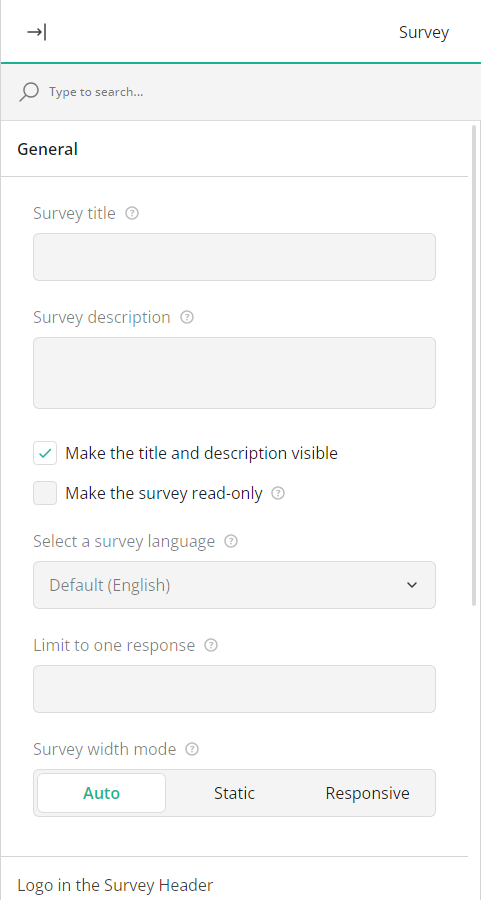 Survey
Type to search...
General
Survey title
Survey description
Make the title and description visible
Make the survey read-only
Select a survey language
Default (English)
Limit to one response
Survey width mode
Auto Static Responsive
Logo in the Survey Header